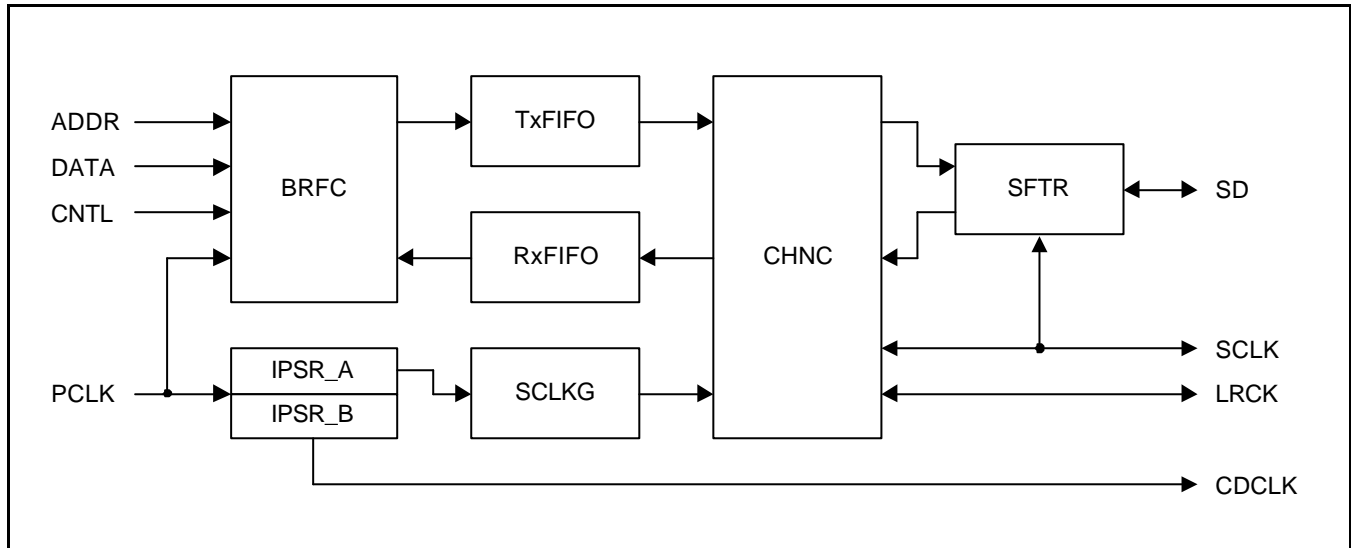 ADDR
DATA
CNTL
PCLK
BRFC
TxFIFO
RxFIFO
IPSR_A
IPSR_B
SCLKG
CHNC
SFTR
SD
SCLK
LRCK
CDCLK